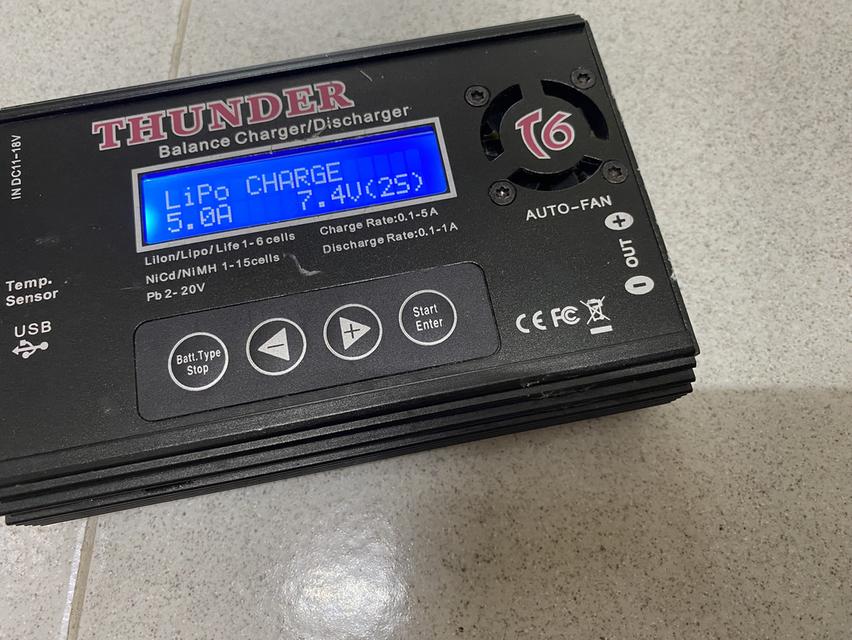 THUNDER
Balance Charger/Discharger
IN DC11-18V
LiPo CHARGE
5.0A 7.4V(2S)
LiIon/Lipo/Life 1-6 cells
NiCd/NiMH 1-15cells
Pb 2-20V
Charge Rate:0.1-5A
Discharge Rate:0.1-1A
T6
AUTO-FAN
+
OUT
-
Temp.
Sensor
USB
Batt.Type
Stop
+
Start
Enter
CE FC